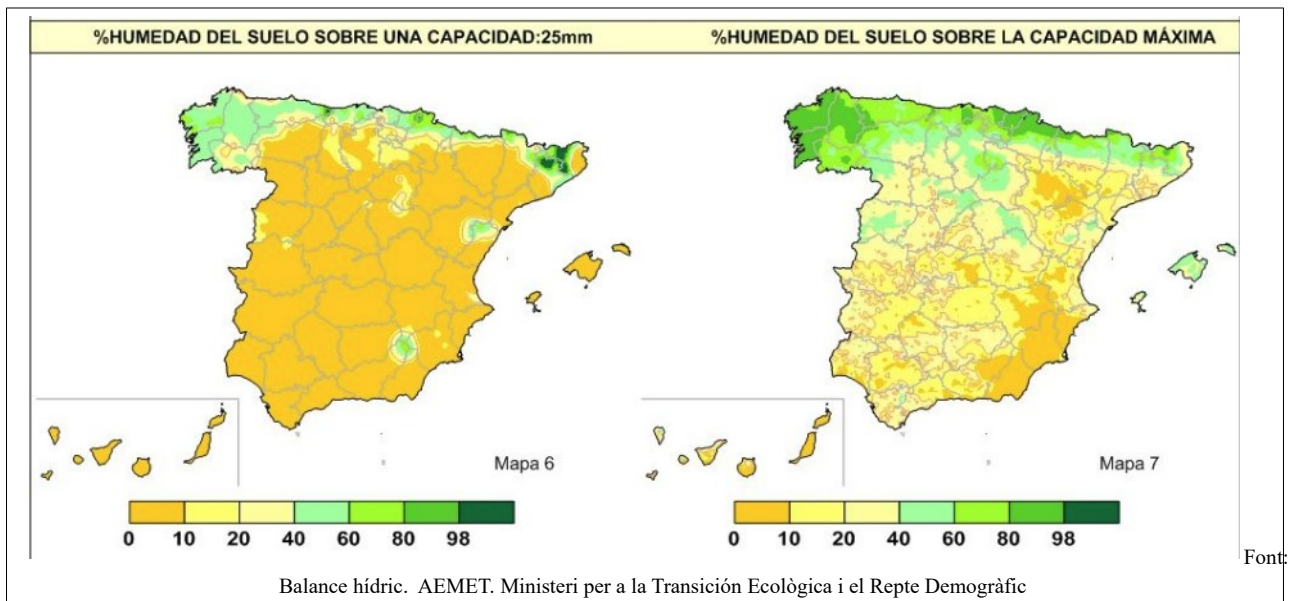 %HUMEDAD DEL SUELO SOBRE UNA CAPACIDAD:25mm
%HUMEDAD DEL SUELO SOBRE LA CAPACIDAD MÁXIMA
Mapa 6
Mapa 7
0 10 20 40 60 80 98
0 10 20 40 60 80 98
Font:
Balance hídric. AEMET. Ministeri per a la Transición Ecològica i el Repte Demogràfic